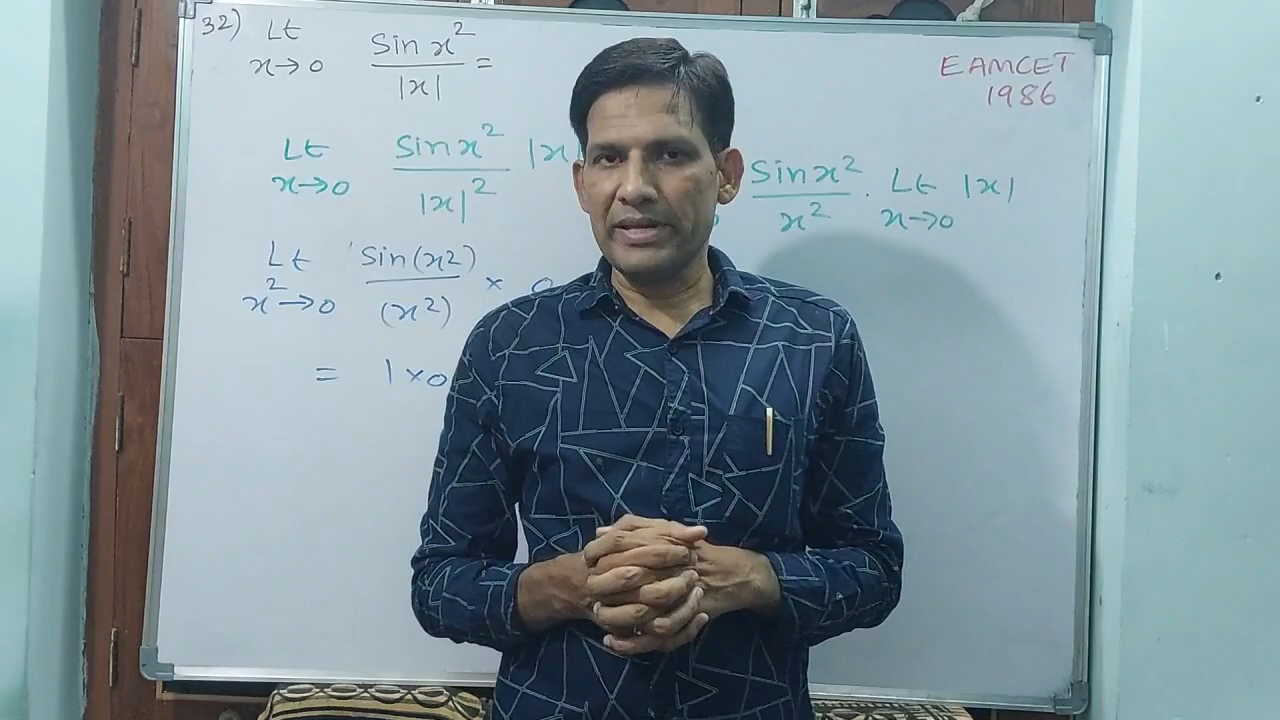 32) Lt x→0 Sin x² / |x| =
EAMCET 1986
Lt x→0 Sin x² / |x|² |x|
Sin x² / x² . Lt x→0 |x|
Lt x²→0 Sin(x²) / (x²) × 0
= 1×0